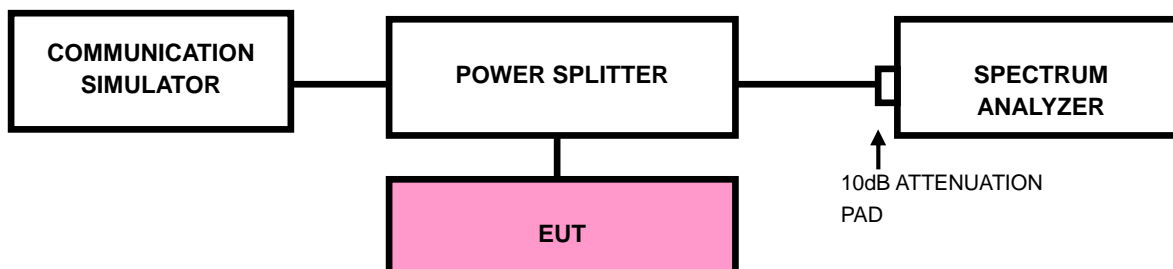 COMMUNICATION
SIMULATOR
POWER SPLITTER
SPECTRUM
ANALYZER
10dB ATTENUATION
PAD
EUT